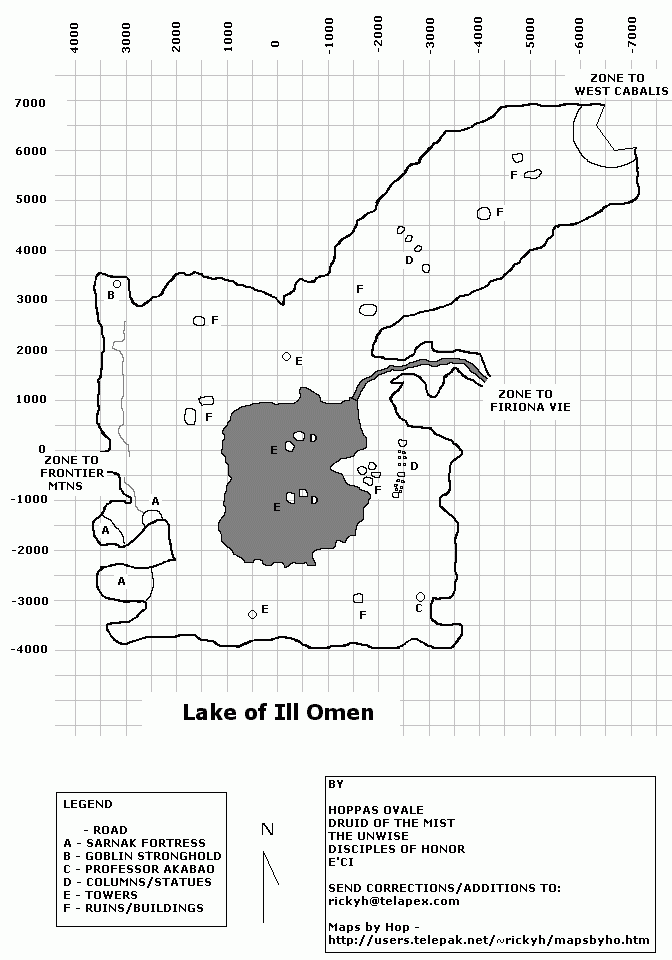 4000 3000 2000 1000 0 -1000 -2000 -3000 -4000 -5000 -6000 -7000
ZONE TO
WEST CABALIS
7000
6000
F
5000
F
4000
D
B
F
3000
F
2000
E
ZONE TO
FIRIONA VIE
1000
F
D
0
E
D
ZONE TO
FRONTIER
MTNS
F
-1000
A
E
D
A
-2000
A
-3000
E
F
C
-4000
Lake of Ill Omen
LEGEND
- ROAD
A - SARNAK FORTRESS
B - GOBLIN STRONGHOLD
C - PROFESSOR AKABAO
D - COLUMNS/STATUES
E - TOWERS
F - RUINS/BUILDINGS
N
BY
HOPPAS OVALE
DRUID OF THE MIST
THE UNWISE
DISCIPLES OF HONOR
E'CI
SEND CORRECTIONS/ADDITIONS TO:
rickyh@telapex.com
Maps by Hop -
http://users.telepak.net/~rickyh/mapsbyho.htm